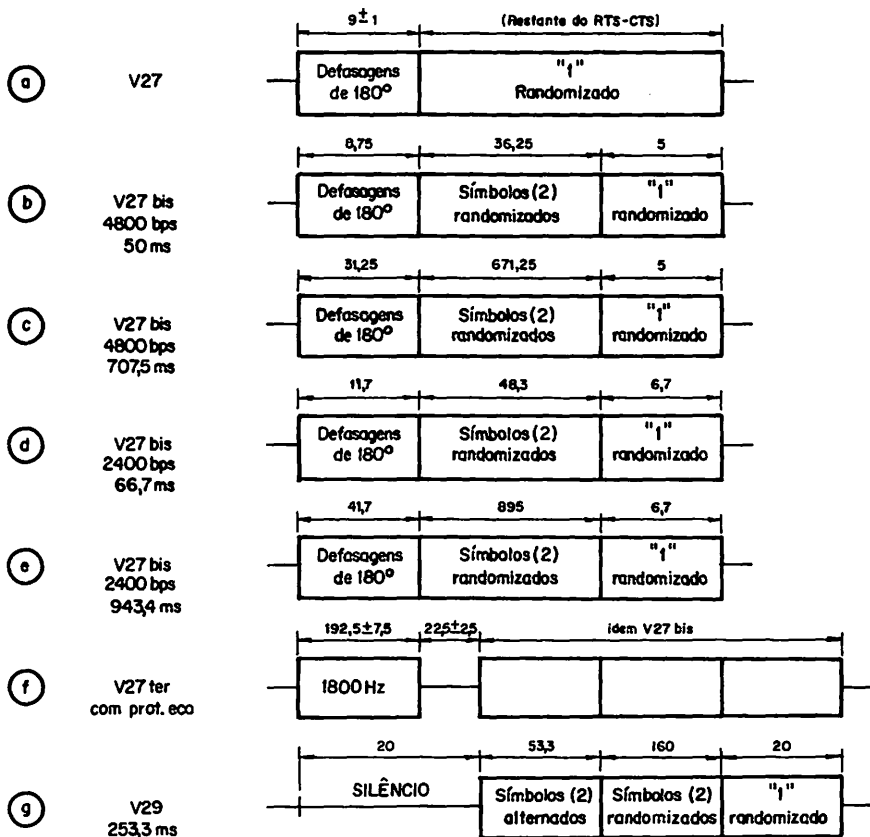 9 ± 1
(Restante do RTS-CTS)
a
V27
Defasagens
de 180°
"1"
Randomizado
8,75
36,25
5
b
V27 bis
4800 bps
50 ms
Defasagens
de 180°
Símbolos (2)
randomizados
"1"
randomizado
31,25
671,25
5
c
V27 bis
4800 bps
707,5 ms
Defasagens
de 180°
Símbolos (2)
randomizados
"1"
randomizado
11,7
48,3
6,7
d
V27 bis
2400 bps
66,7 ms
Defasagens
de 180°
Símbolos (2)
randomizados
"1"
randomizado
41,7
895
6,7
e
V27 bis
2400 bps
943,4 ms
Defasagens
de 180°
Símbolos (2)
randomizados
"1"
randomizado
192,5±7,5
22,5±2,5
idem V27 bis
f
V27 ter
com prot. eco
1800 Hz
20
53,3
160
20
g
V29
253,3 ms
SILÊNCIO
Símbolos (2)
alternados
Símbolos (2)
randomizados
"1"
randomizado